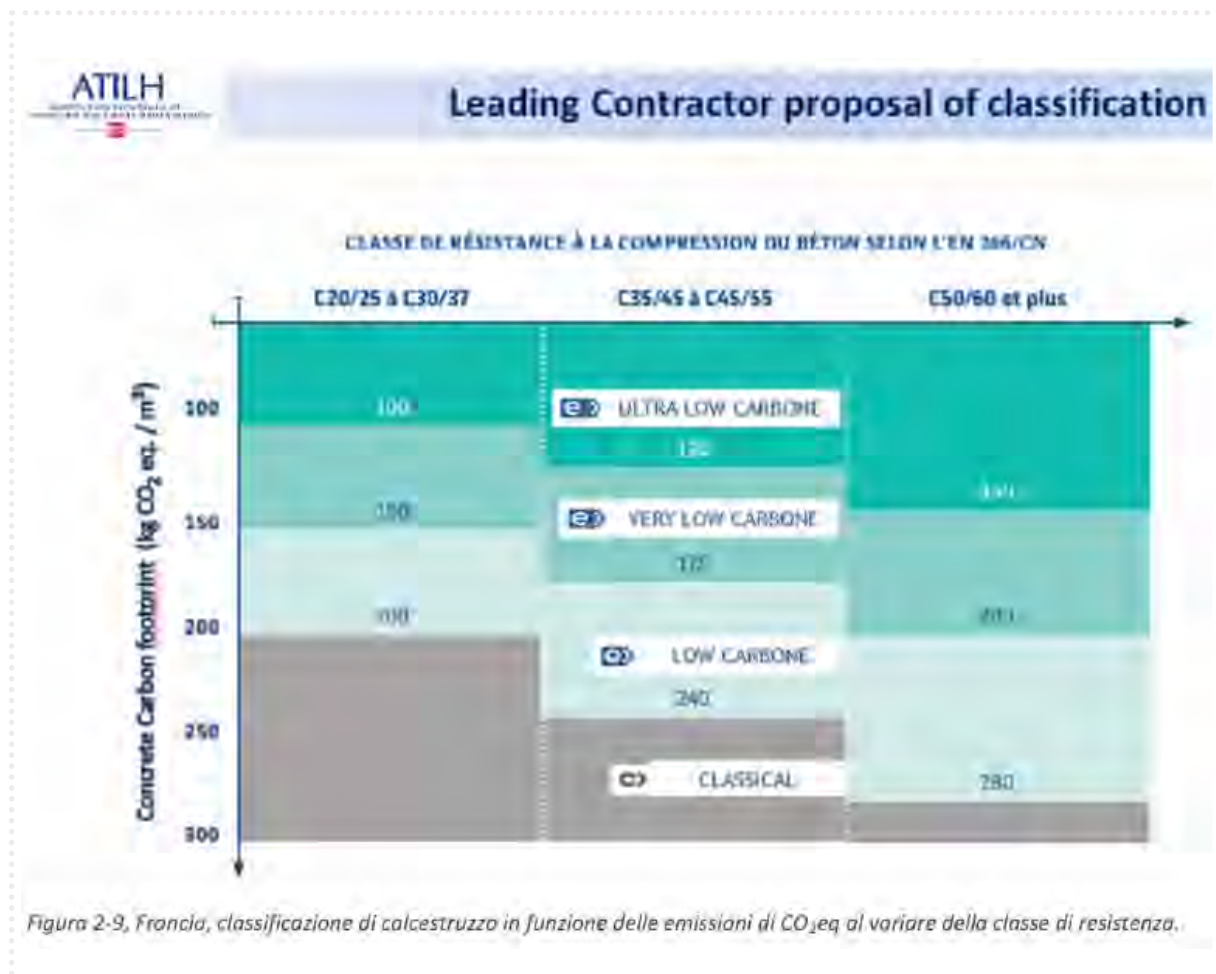 ATILH
Leading Contractor proposal of classification
CLASSE DE RÉSISTANCE À LA COMPRESSION DU BÉTON SELON L'EN 206/CN
C20/25 à C30/37 C35/45 à C45/55 C50/60 et plus
Concrete Carbon footprint (kg CO₂ eq. / m³)
100 100 ULTRA LOW CARBONE
150 150 VERY LOW CARBONE
200 200
LOW CARBONE
240
250
CLASSICAL 280
300
Figura 2-9, Francia, classificazione di calcestruzzo in funzione delle emissioni di CO₂eq al variare della classe di resistenza.